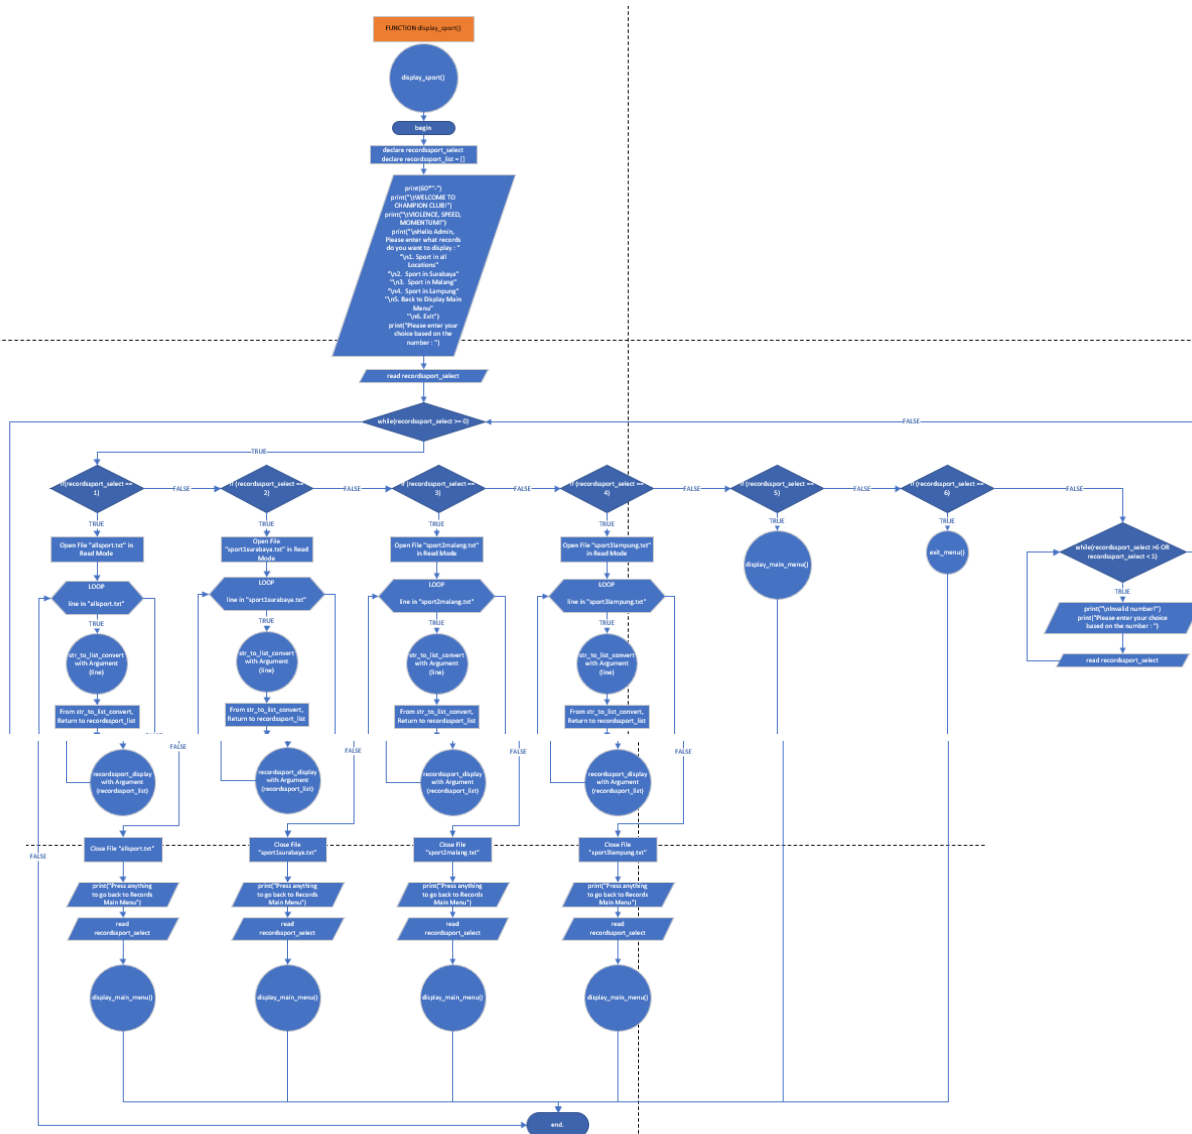 FUNCTION display_sport()
display_sport()
begin
declare recordssport_select
declare recordssport_list = []
print(60*"-")
print("\tWELCOME TO
CHAMPION CLUB!")
print("\tVIOLENCE, SPEED,
MOMENTUM!")
print("\nHello Admin,
Please enter what records
do you want to display : "
"\n1. Sport in all
Locations"
"\n2. Sport in Surabaya"
"\n3. Sport in Malang"
"\n4. Sport in Lampung"
"\n5. Back to Display Main
Menu"
"\n6. Exit")
print("Please enter your
choice based on the
number : ")
read recordssport_select
while(recordssport_select >= 0)
FALSE
TRUE
if(recordssport_select ==
1)
FALSE
if (recordssport_select ==
2)
FALSE
if (recordssport_select ==
3)
FALSE
if (recordssport_select ==
4)
FALSE
if (recordssport_select ==
5)
FALSE
if (recordssport_select ==
6)
FALSE
TRUE
TRUE
TRUE
TRUE
TRUE
TRUE
Open File "allsport.txt" in
Read Mode
Open File
"sport1surabaya.txt" in Read
Mode
Open File "sport2malang.txt"
in Read Mode
Open File "sport3lampung.txt"
in Read Mode
display_main_menu()
exit_menu()
while(recordssport_select >6 OR
recordssport_select < 1)
TRUE
print("\nInvalid number!")
print("Please enter your choice
based on the number : ")
read recordssport_select
LOOP
line in "allsport.txt"
LOOP
line in "sport1surabaya.txt"
LOOP
line in "sport2malang.txt"
LOOP
line in "sport3lampung.txt"
TRUE
TRUE
TRUE
TRUE
str_to_list_convert
with Argument
(line)
str_to_list_convert
with Argument
(line)
str_to_list_convert
with Argument
(line)
str_to_list_convert
with Argument
(line)
From str_to_list_convert,
Return to recordssport_list
From str_to_list_convert,
Return to recordssport_list
From str_to_list_convert,
Return to recordssport_list
From str_to_list_convert,
Return to recordssport_list
FALSE
FALSE
FALSE
FALSE
recordssport_display
with Argument
(recordssport_list)
recordssport_display
with Argument
(recordssport_list)
recordssport_display
with Argument
(recordssport_list)
recordssport_display
with Argument
(recordssport_list)
FALSE
Close File "allsport.txt"
Close File
"sport1surabaya.txt"
Close File
"sport2malang.txt"
Close File
"sport3lampung.txt"
print("Press anything
to go back to Records
Main Menu")
print("Press anything
to go back to Records
Main Menu")
print("Press anything
to go back to Records
Main Menu")
print("Press anything
to go back to Records
Main Menu")
read
recordssport_select
read
recordssport_select
read
recordssport_select
read
recordssport_select
display_main_menu()
display_main_menu()
display_main_menu()
display_main_menu()
end.